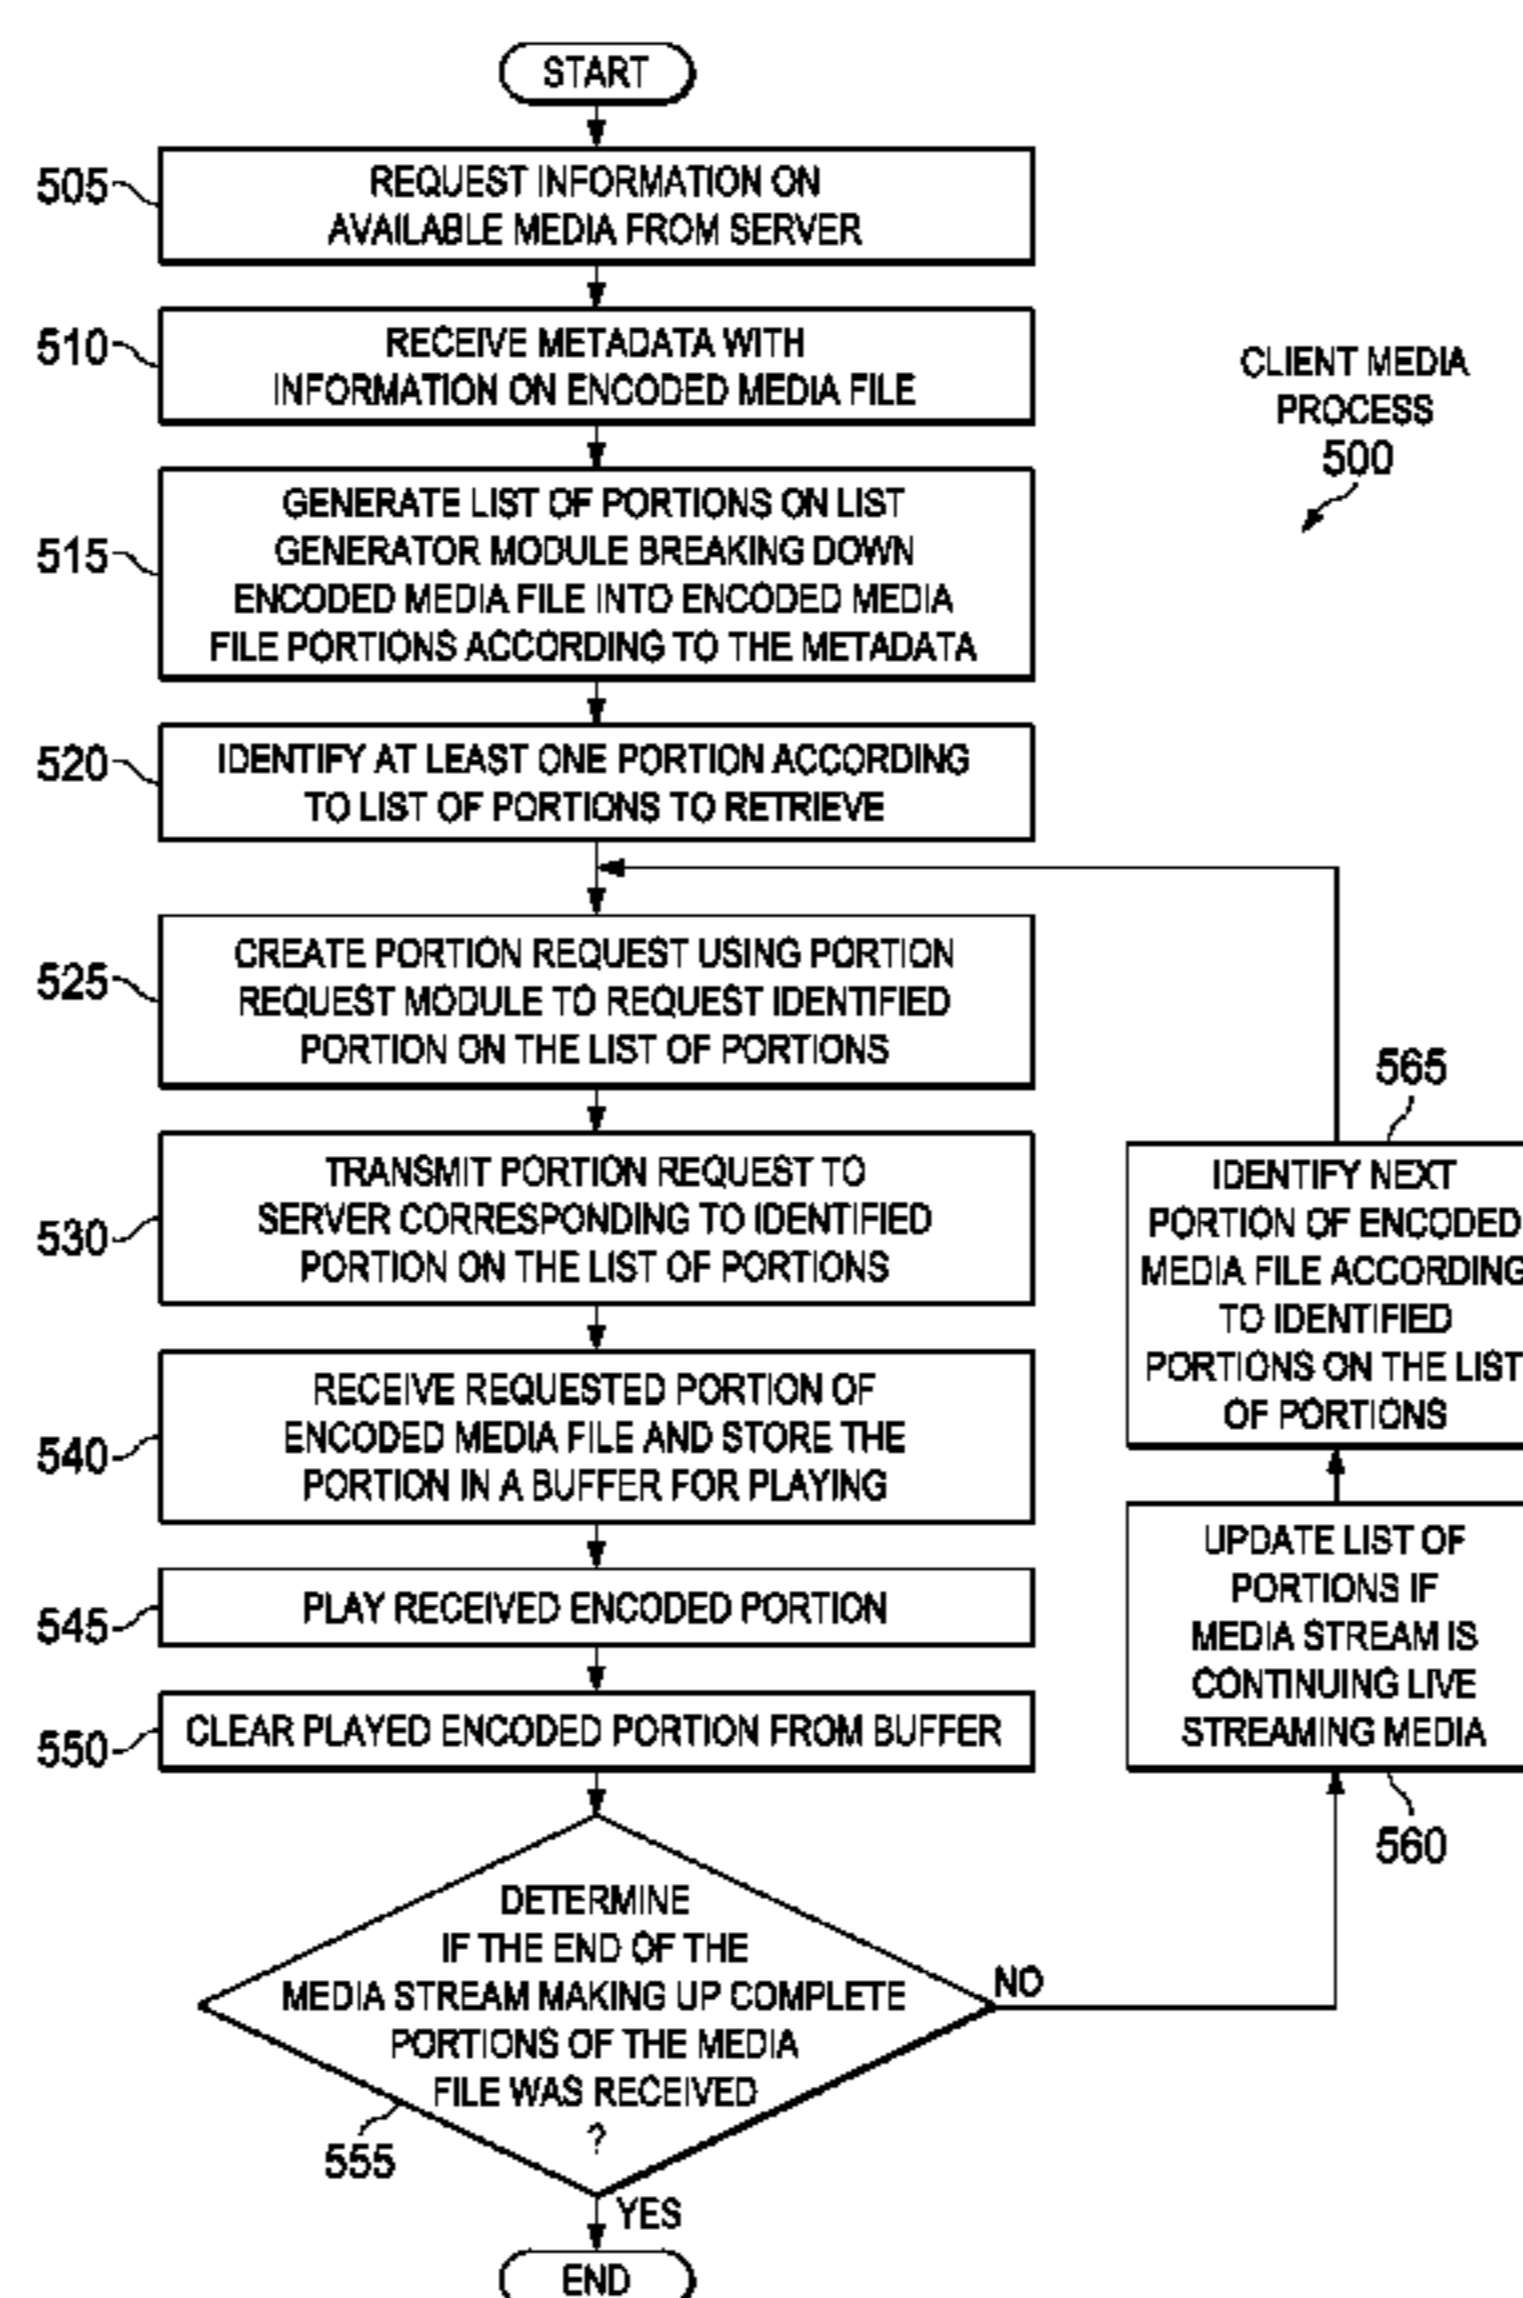 START
505
REQUEST INFORMATION ON
AVAILABLE MEDIA FROM SERVER
510
RECEIVE METADATA WITH
INFORMATION ON ENCODED MEDIA FILE
CLIENT MEDIA
PROCESS
500
515
GENERATE LIST OF PORTIONS ON LIST
GENERATOR MODULE BREAKING DOWN
ENCODED MEDIA FILE INTO ENCODED MEDIA
FILE PORTIONS ACCORDING TO THE METADATA
520
IDENTIFY AT LEAST ONE PORTION ACCORDING
TO LIST OF PORTIONS TO RETRIEVE
525
CREATE PORTION REQUEST USING PORTION
REQUEST MODULE TO REQUEST IDENTIFIED
PORTION ON THE LIST OF PORTIONS
530
TRANSMIT PORTION REQUEST TO
SERVER CORRESPONDING TO IDENTIFIED
PORTION ON THE LIST OF PORTIONS
540
RECEIVE REQUESTED PORTION OF
ENCODED MEDIA FILE AND STORE THE
PORTION IN A BUFFER FOR PLAYING
545
PLAY RECEIVED ENCODED PORTION
550
CLEAR PLAYED ENCODED PORTION FROM BUFFER
DETERMINE
IF THE END OF THE
MEDIA STREAM MAKING UP COMPLETE
PORTIONS OF THE MEDIA
FILE WAS RECEIVED
?
555
NO
YES
END
565
IDENTIFY NEXT
PORTION OF ENCODED
MEDIA FILE ACCORDING
TO IDENTIFIED
PORTIONS ON THE LIST
OF PORTIONS
UPDATE LIST OF
PORTIONS IF
MEDIA STREAM IS
CONTINUING LIVE
STREAMING MEDIA
560